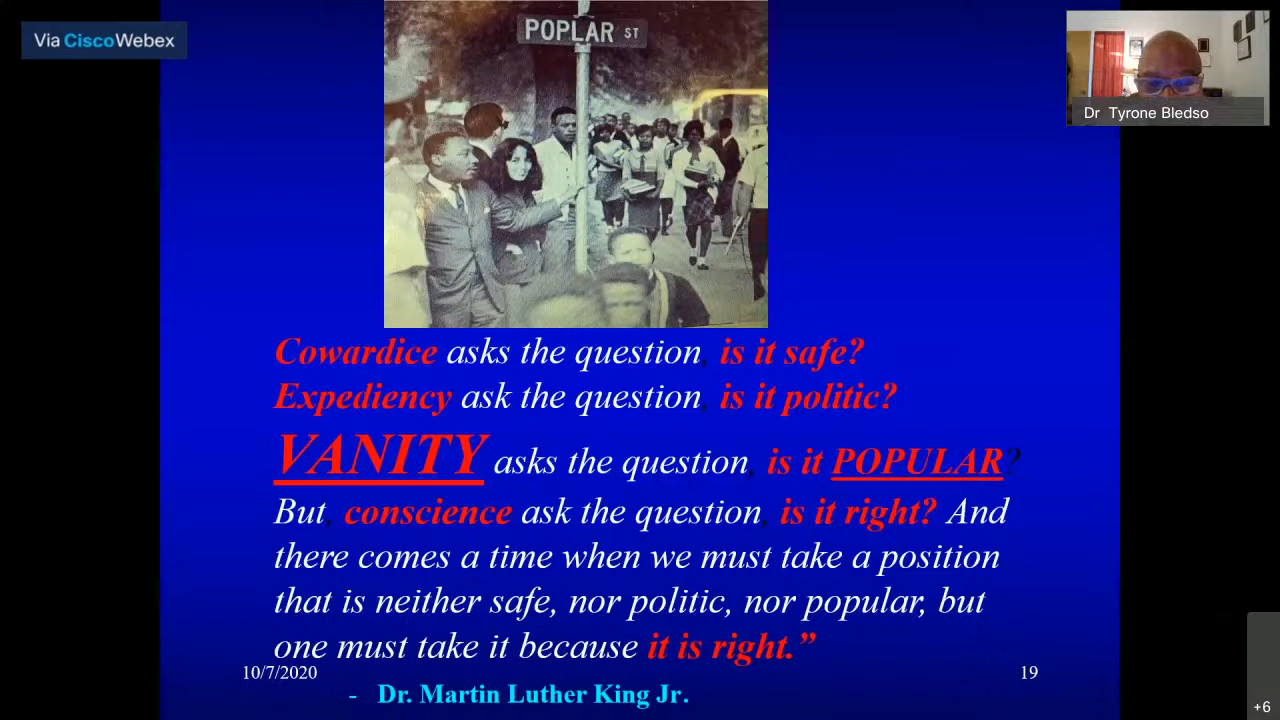 Via Cisco Webex
POPLAR ST
Dr Tyrone Bledso
Cowardice asks the question, is it safe?
Expediency ask the question, is it politic?
VANITY asks the question, is it POPULAR?
But, conscience ask the question, is it right? And
there comes a time when we must take a position
that is neither safe, nor politic, nor popular, but
one must take it because it is right.”
10/7/2020
19
- Dr. Martin Luther King Jr.
+6